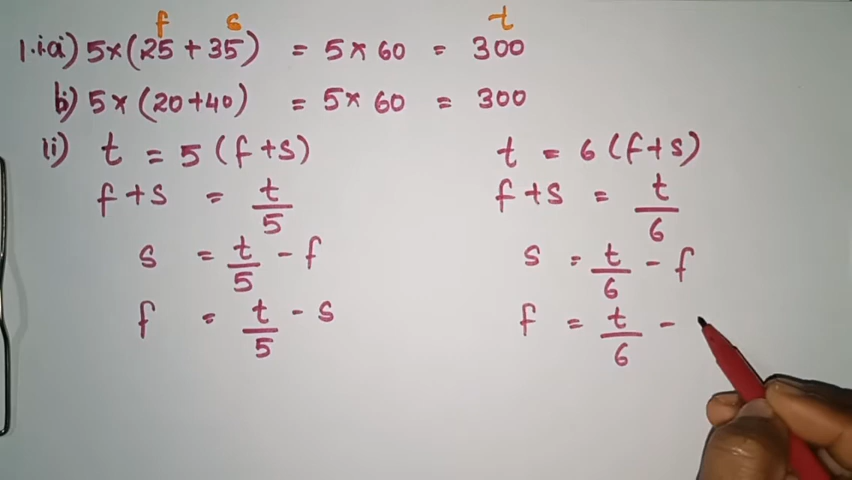 f s t
1.i.a) 5×(25 + 35) = 5 × 60 = 300
b) 5 × (20+40) = 5 × 60 = 300
ii) t = 5 (f+s) t = 6 (f+s)
f+s = t/5 f+s = t/6
s = t/5 - f s = t/6 - f
f = t/5 - s f = t/6 -